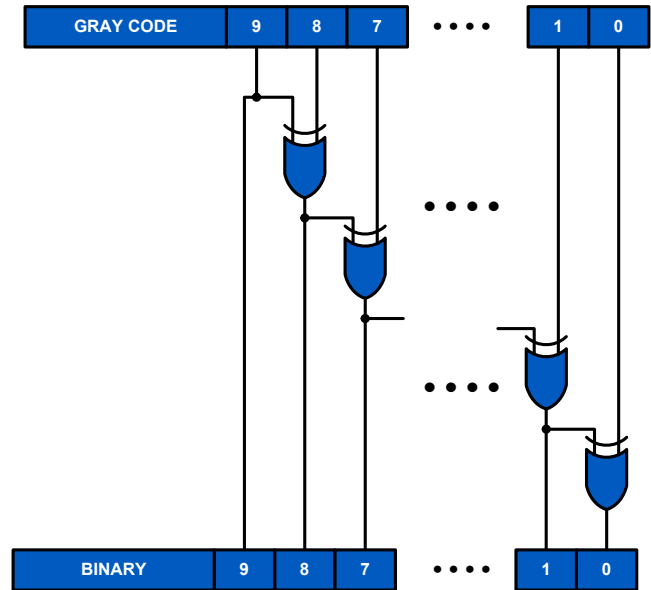 GRAY CODE 9 8 7 •••• 1 0
BINARY 9 8 7 •••• 1 0